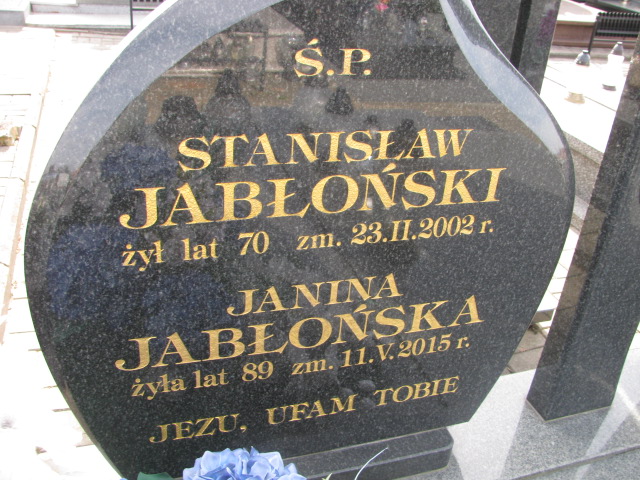 Ś.P.
STANISŁAW
JABŁOŃSKI
żył lat 70 zm. 23.II.2002 r.
JANINA
JABŁOŃSKA
żyła lat 89 zm. 11.V.2015 r.
JEZU, UFAM TOBIE